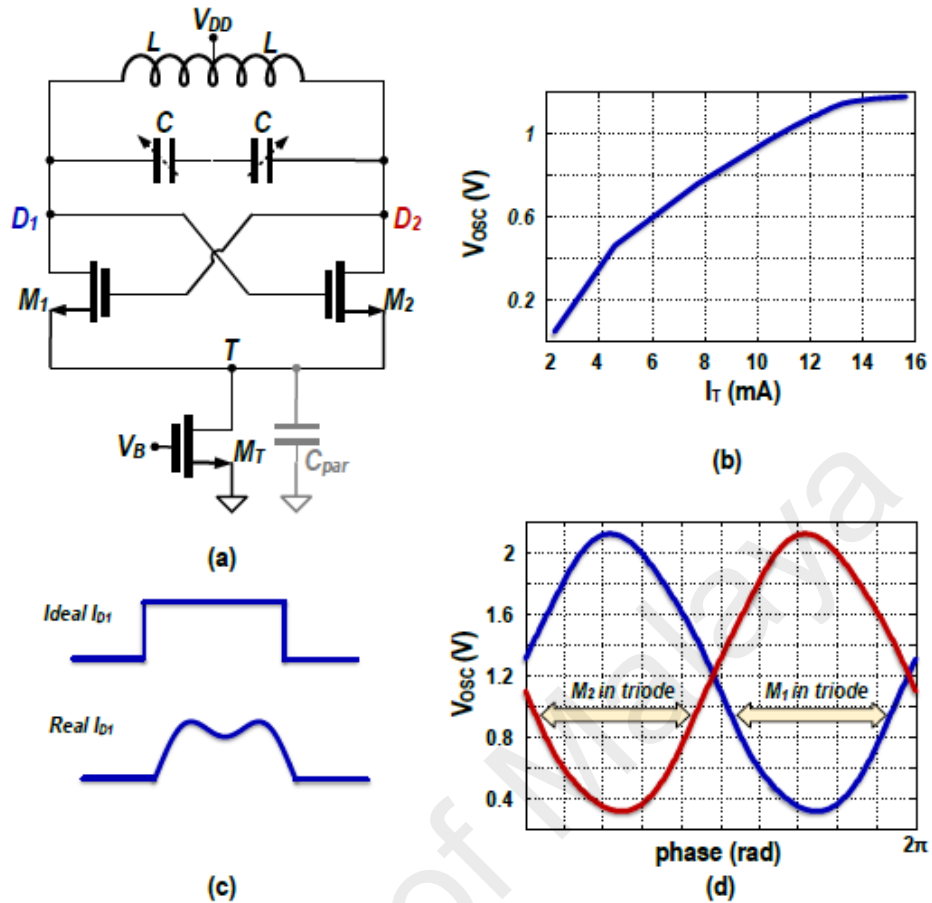 (a)
V_DD
L L
C C
D1 D2
M1 M2
T
V_B
M_T
C_par
(a)
(b)
V_OSC (V)
1
0.6
0.2
2 4 6 8 10 12 14 16
I_T (mA)
(b)
Ideal I_D1
Real I_D1
(c)
V_OSC (V)
2
1.6
1.2
0.8
0.4
M2 in triode
M1 in triode
2π
phase (rad)
(d)
of Malaya